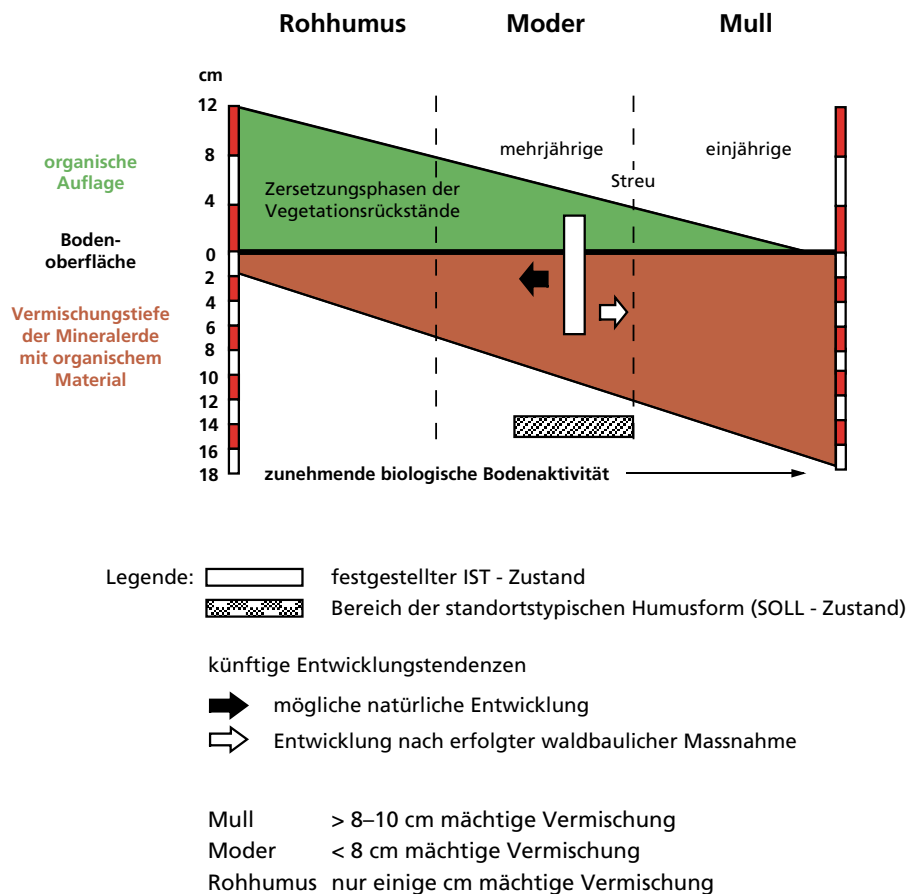 Rohhumus Moder Mull
cm
12
8
4
0
2
4
6
8
10
12
14
16
18
organische
Auflage
Boden-
oberfläche
Vermischungstiefe
der Mineralerde
mit organischem
Material
mehrjährige einjährige
Streu
Zersetzungsphasen der
Vegetationsrückstände
zunehmende biologische Bodenaktivität
Legende: festgestellter IST - Zustand
Bereich der standortstypischen Humusform (SOLL - Zustand)
künftige Entwicklungstendenzen
mögliche natürliche Entwicklung
Entwicklung nach erfolgter waldbaulicher Massnahme
Mull > 8–10 cm mächtige Vermischung
Moder < 8 cm mächtige Vermischung
Rohhumus nur einige cm mächtige Vermischung